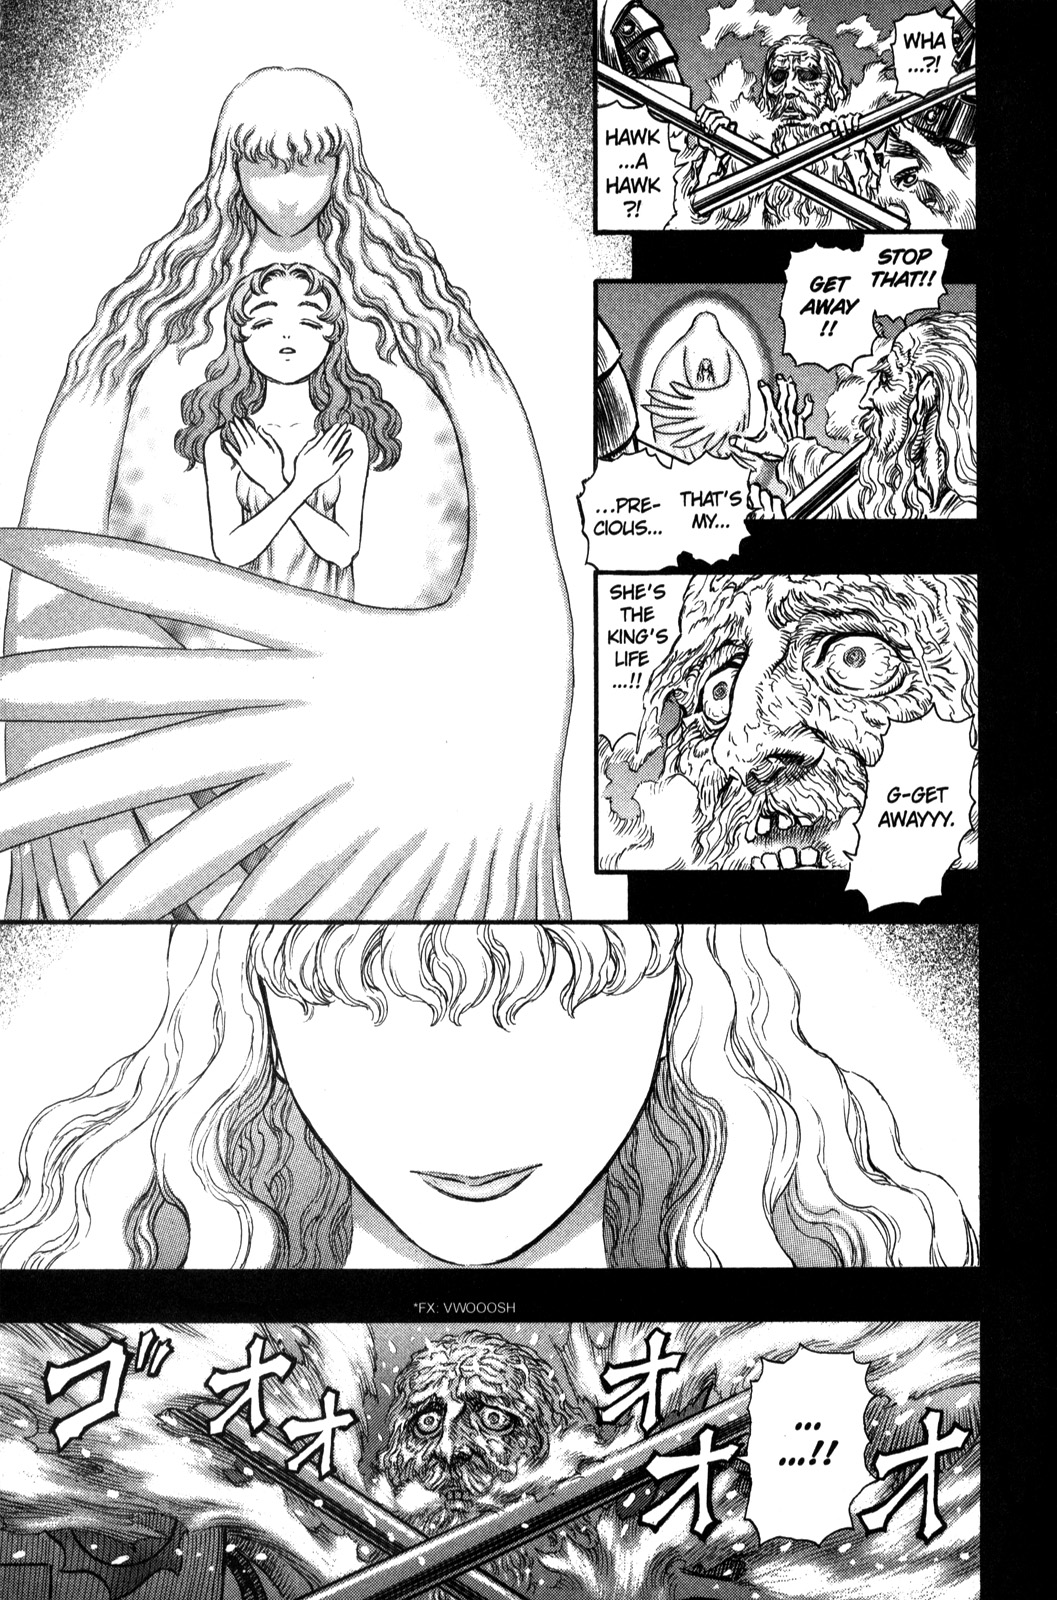 WHA
...?!
HAWK
...A
HAWK
?!
STOP
THAT!!
GET
AWAY
!!
THAT'S
MY...
...PRE-
CIOUS...
SHE'S
THE
KING'S
LIFE
...!!
G-GET
AWAYYY.
*FX: VWOOOSH
ゴオオオオオ
...
...!!